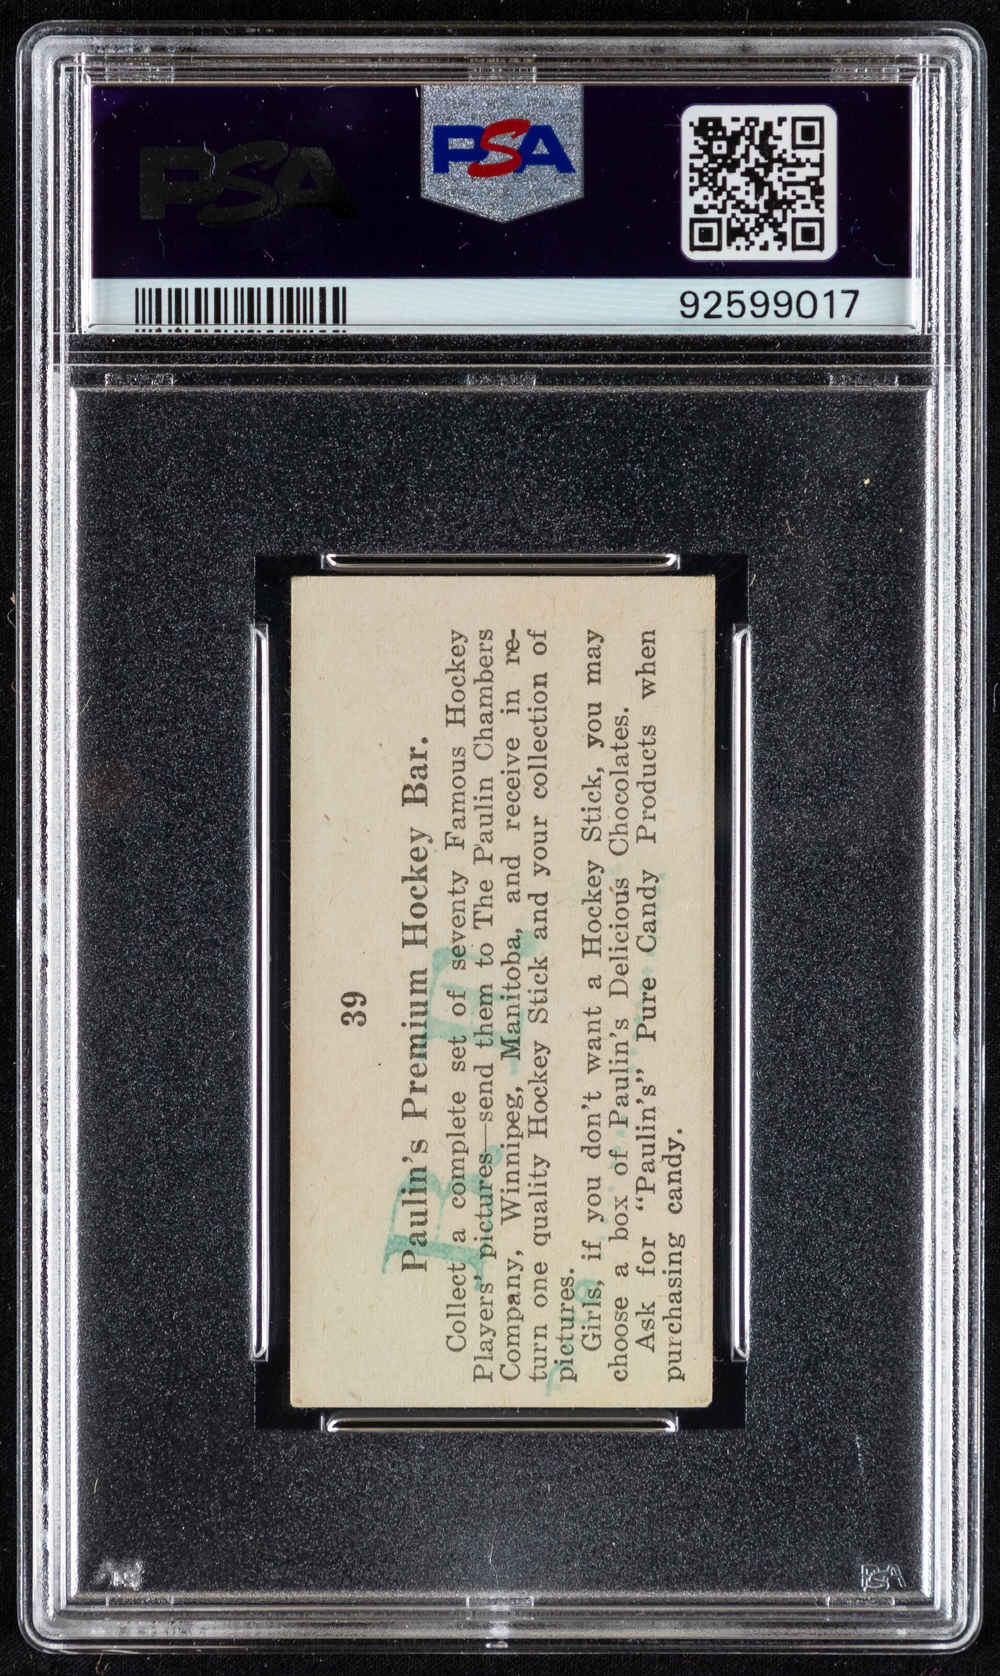 PSA
PSA
92599017
39
Paulin's Premium Hockey Bar.
Collect a complete set of seventy Famous Hockey
Players' pictures—send them to The Paulin Chambers
Company, Winnipeg, Manitoba, and receive in re-
turn one quality Hockey Stick and your collection of
pictures.
Girls, if you don't want a Hockey Stick, you may
choose a box of Paulin's Delicious Chocolates.
Ask for "Paulin's" Pure Candy Products when
purchasing candy.
PSA